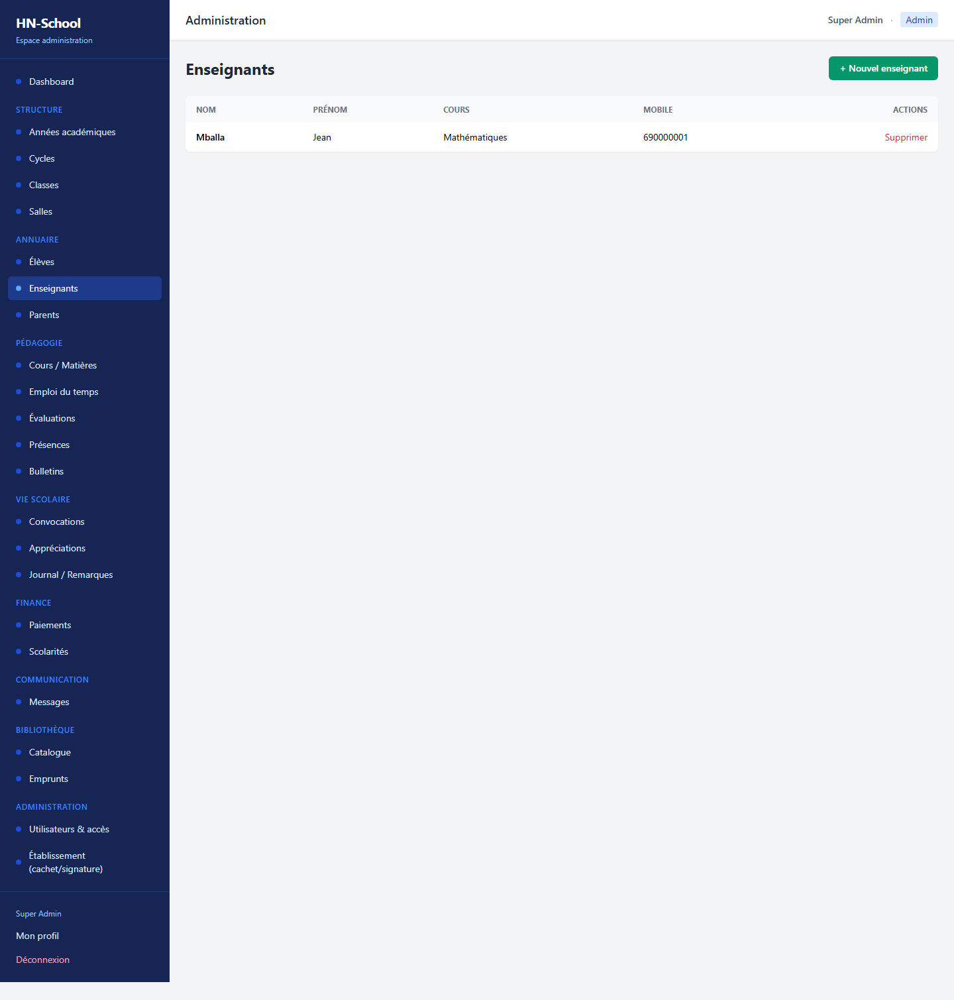 HN-School
Espace administration
Dashboard
STRUCTURE
Années académiques
Cycles
Classes
Salles
ANNUAIRE
Élèves
Enseignants
Parents
PÉDAGOGIE
Cours / Matières
Emploi du temps
Évaluations
Présences
Bulletins
VIE SCOLAIRE
Convocations
Appréciations
Journal / Remarques
FINANCE
Paiements
Scolarités
COMMUNICATION
Messages
BIBLIOTHÈQUE
Catalogue
Emprunts
ADMINISTRATION
Utilisateurs & accès
Établissement
(cachet/signature)
Super Admin
Mon profil
Déconnexion
Administration
Super Admin · Admin
Enseignants
+ Nouvel enseignant
NOM PRÉNOM COURS MOBILE ACTIONS
Mballa Jean Mathématiques 690000001 Supprimer